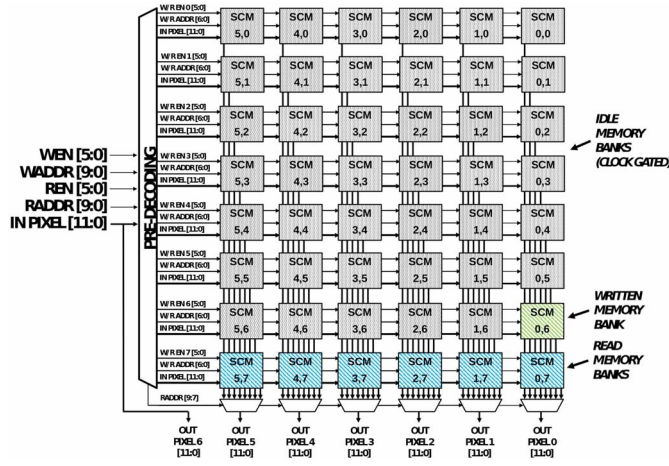 W/R EN 0 [5:0]
W/R ADDR [6:0]
IN PIXEL [11:0]
SCM 5,0
SCM 4,0
SCM 3,0
SCM 2,0
SCM 1,0
SCM 0,0
W/R EN 1 [5:0]
W/R ADDR [6:0]
IN PIXEL [11:0]
SCM 5,1
SCM 4,1
SCM 3,1
SCM 2,1
SCM 1,1
SCM 0,1
W/R EN 2 [5:0]
W/R ADDR [6:0]
IN PIXEL [11:0]
SCM 5,2
SCM 4,2
SCM 3,2
SCM 2,2
SCM 1,2
SCM 0,2
IDLE
MEMORY
BANKS
(CLOCK GATED)
WEN [5:0]
WADDR [9:0]
REN [5:0]
RADDR [9:0]
IN PIXEL [11:0]
PRE-DECODING
W/R EN 3 [5:0]
W/R ADDR [6:0]
IN PIXEL [11:0]
SCM 5,3
SCM 4,3
SCM 3,3
SCM 2,3
SCM 1,3
SCM 0,3
W/R EN 4 [5:0]
W/R ADDR [6:0]
IN PIXEL [11:0]
SCM 5,4
SCM 4,4
SCM 3,4
SCM 2,4
SCM 1,4
SCM 0,4
W/R EN 5 [5:0]
W/R ADDR [6:0]
IN PIXEL [11:0]
SCM 5,5
SCM 4,5
SCM 3,5
SCM 2,5
SCM 1,5
SCM 0,5
W/R EN 6 [5:0]
W/R ADDR [6:0]
IN PIXEL [11:0]
SCM 5,6
SCM 4,6
SCM 3,6
SCM 2,6
SCM 1,6
SCM 0,6
WRITTEN
MEMORY
BANK
W/R EN 7 [5:0]
W/R ADDR [6:0]
IN PIXEL [11:0]
SCM 5,7
SCM 4,7
SCM 3,7
SCM 2,7
SCM 1,7
SCM 0,7
READ
MEMORY
BANKS
RADDR [9:7]
OUT
PIXEL 6
[11:0]
OUT
PIXEL 5
[11:0]
OUT
PIXEL 4
[11:0]
OUT
PIXEL 3
[11:0]
OUT
PIXEL 2
[11:0]
OUT
PIXEL 1
[11:0]
OUT
PIXEL 0
[11:0]